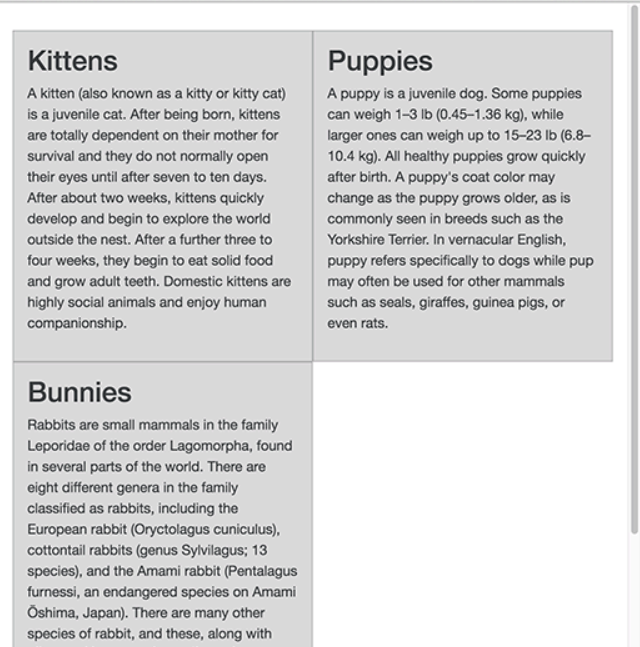 Kittens
A kitten (also known as a kitty or kitty cat)
is a juvenile cat. After being born, kittens
are totally dependent on their mother for
survival and they do not normally open
their eyes until after seven to ten days.
After about two weeks, kittens quickly
develop and begin to explore the world
outside the nest. After a further three to
four weeks, they begin to eat solid food
and grow adult teeth. Domestic kittens are
highly social animals and enjoy human
companionship.
Puppies
A puppy is a juvenile dog. Some puppies
can weigh 1–3 lb (0.45–1.36 kg), while
larger ones can weigh up to 15–23 lb (6.8–
10.4 kg). All healthy puppies grow quickly
after birth. A puppy's coat color may
change as the puppy grows older, as is
commonly seen in breeds such as the
Yorkshire Terrier. In vernacular English,
puppy refers specifically to dogs while pup
may often be used for other mammals
such as seals, giraffes, guinea pigs, or
even rats.
Bunnies
Rabbits are small mammals in the family
Leporidae of the order Lagomorpha, found
in several parts of the world. There are
eight different genera in the family
classified as rabbits, including the
European rabbit (Oryctolagus cuniculus),
cottontail rabbits (genus Sylvilagus; 13
species), and the Amami rabbit (Pentalagus
furnessi, an endangered species on Amami
Ōshima, Japan). There are many other
species of rabbit, and these, along with